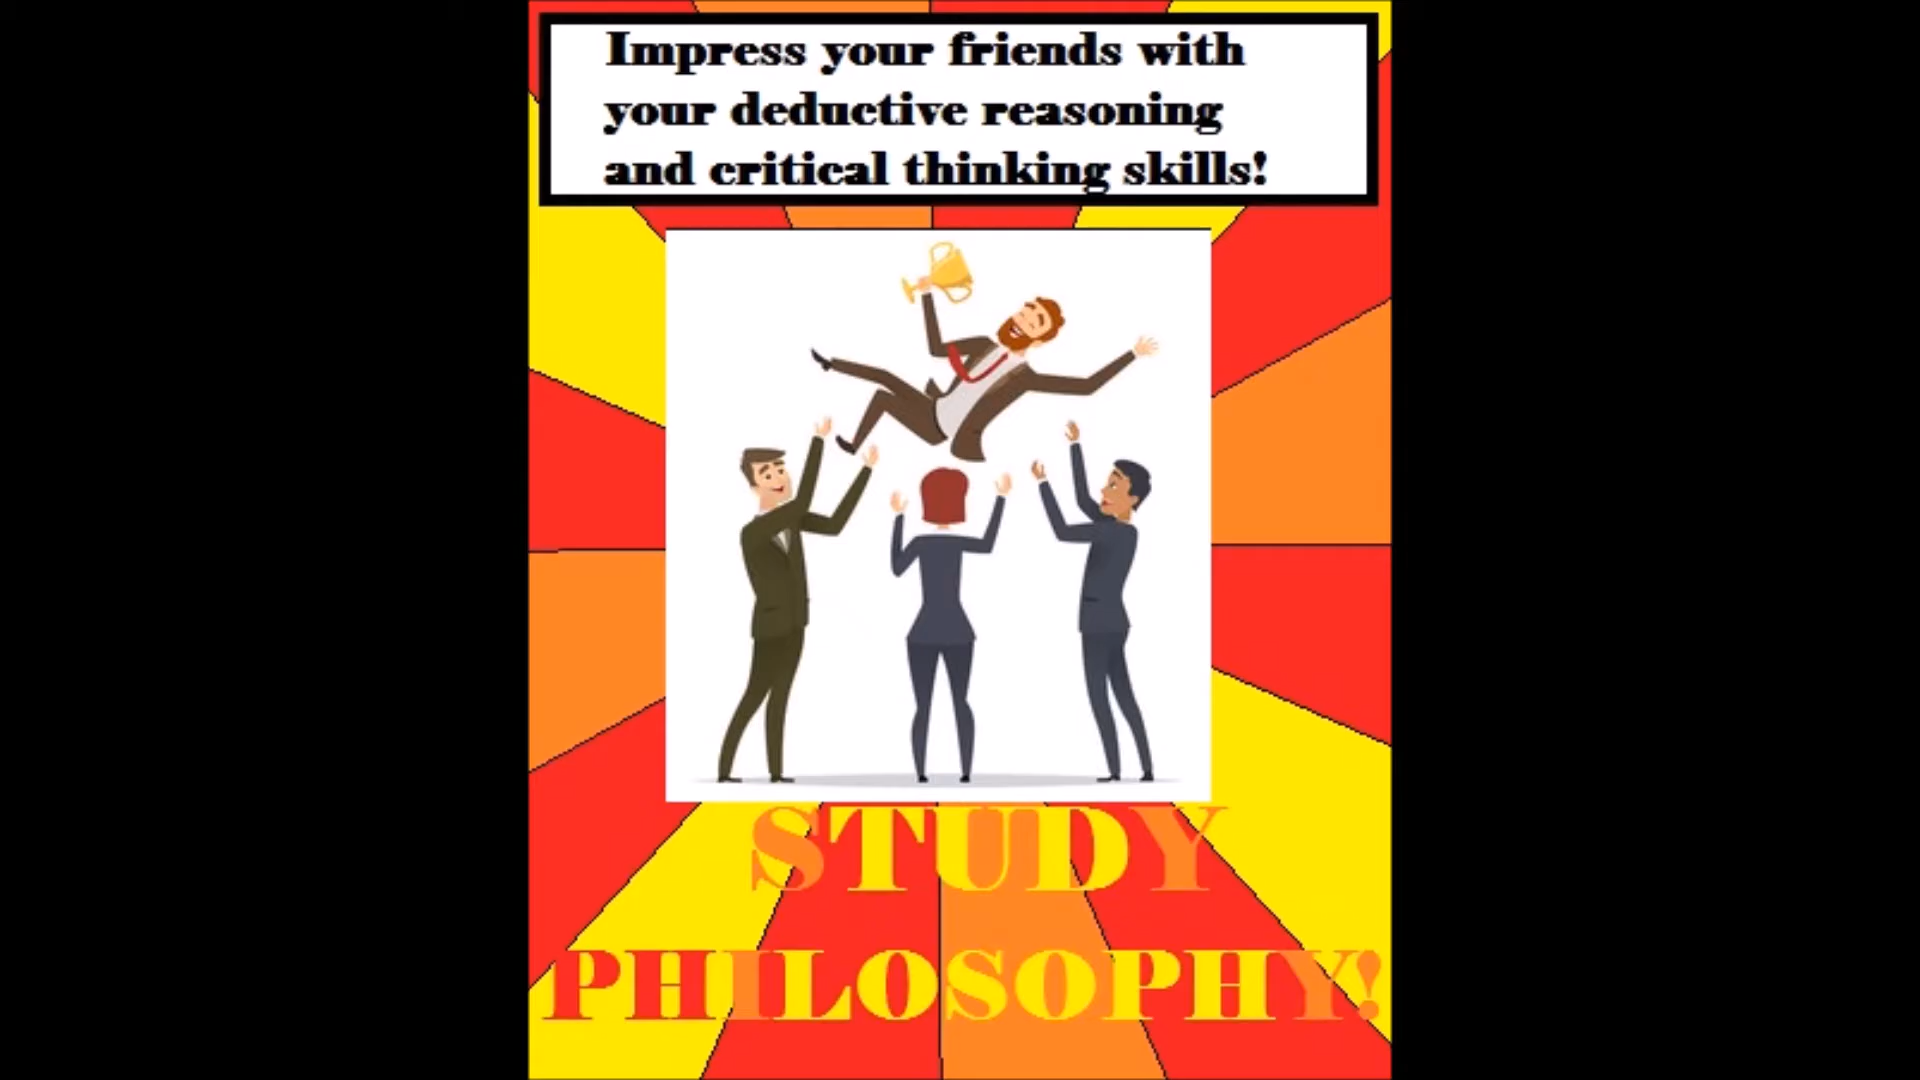 Impress your friends with
your deductive reasoning
and critical thinking skills!
STUDY
PHILOSOPHY!